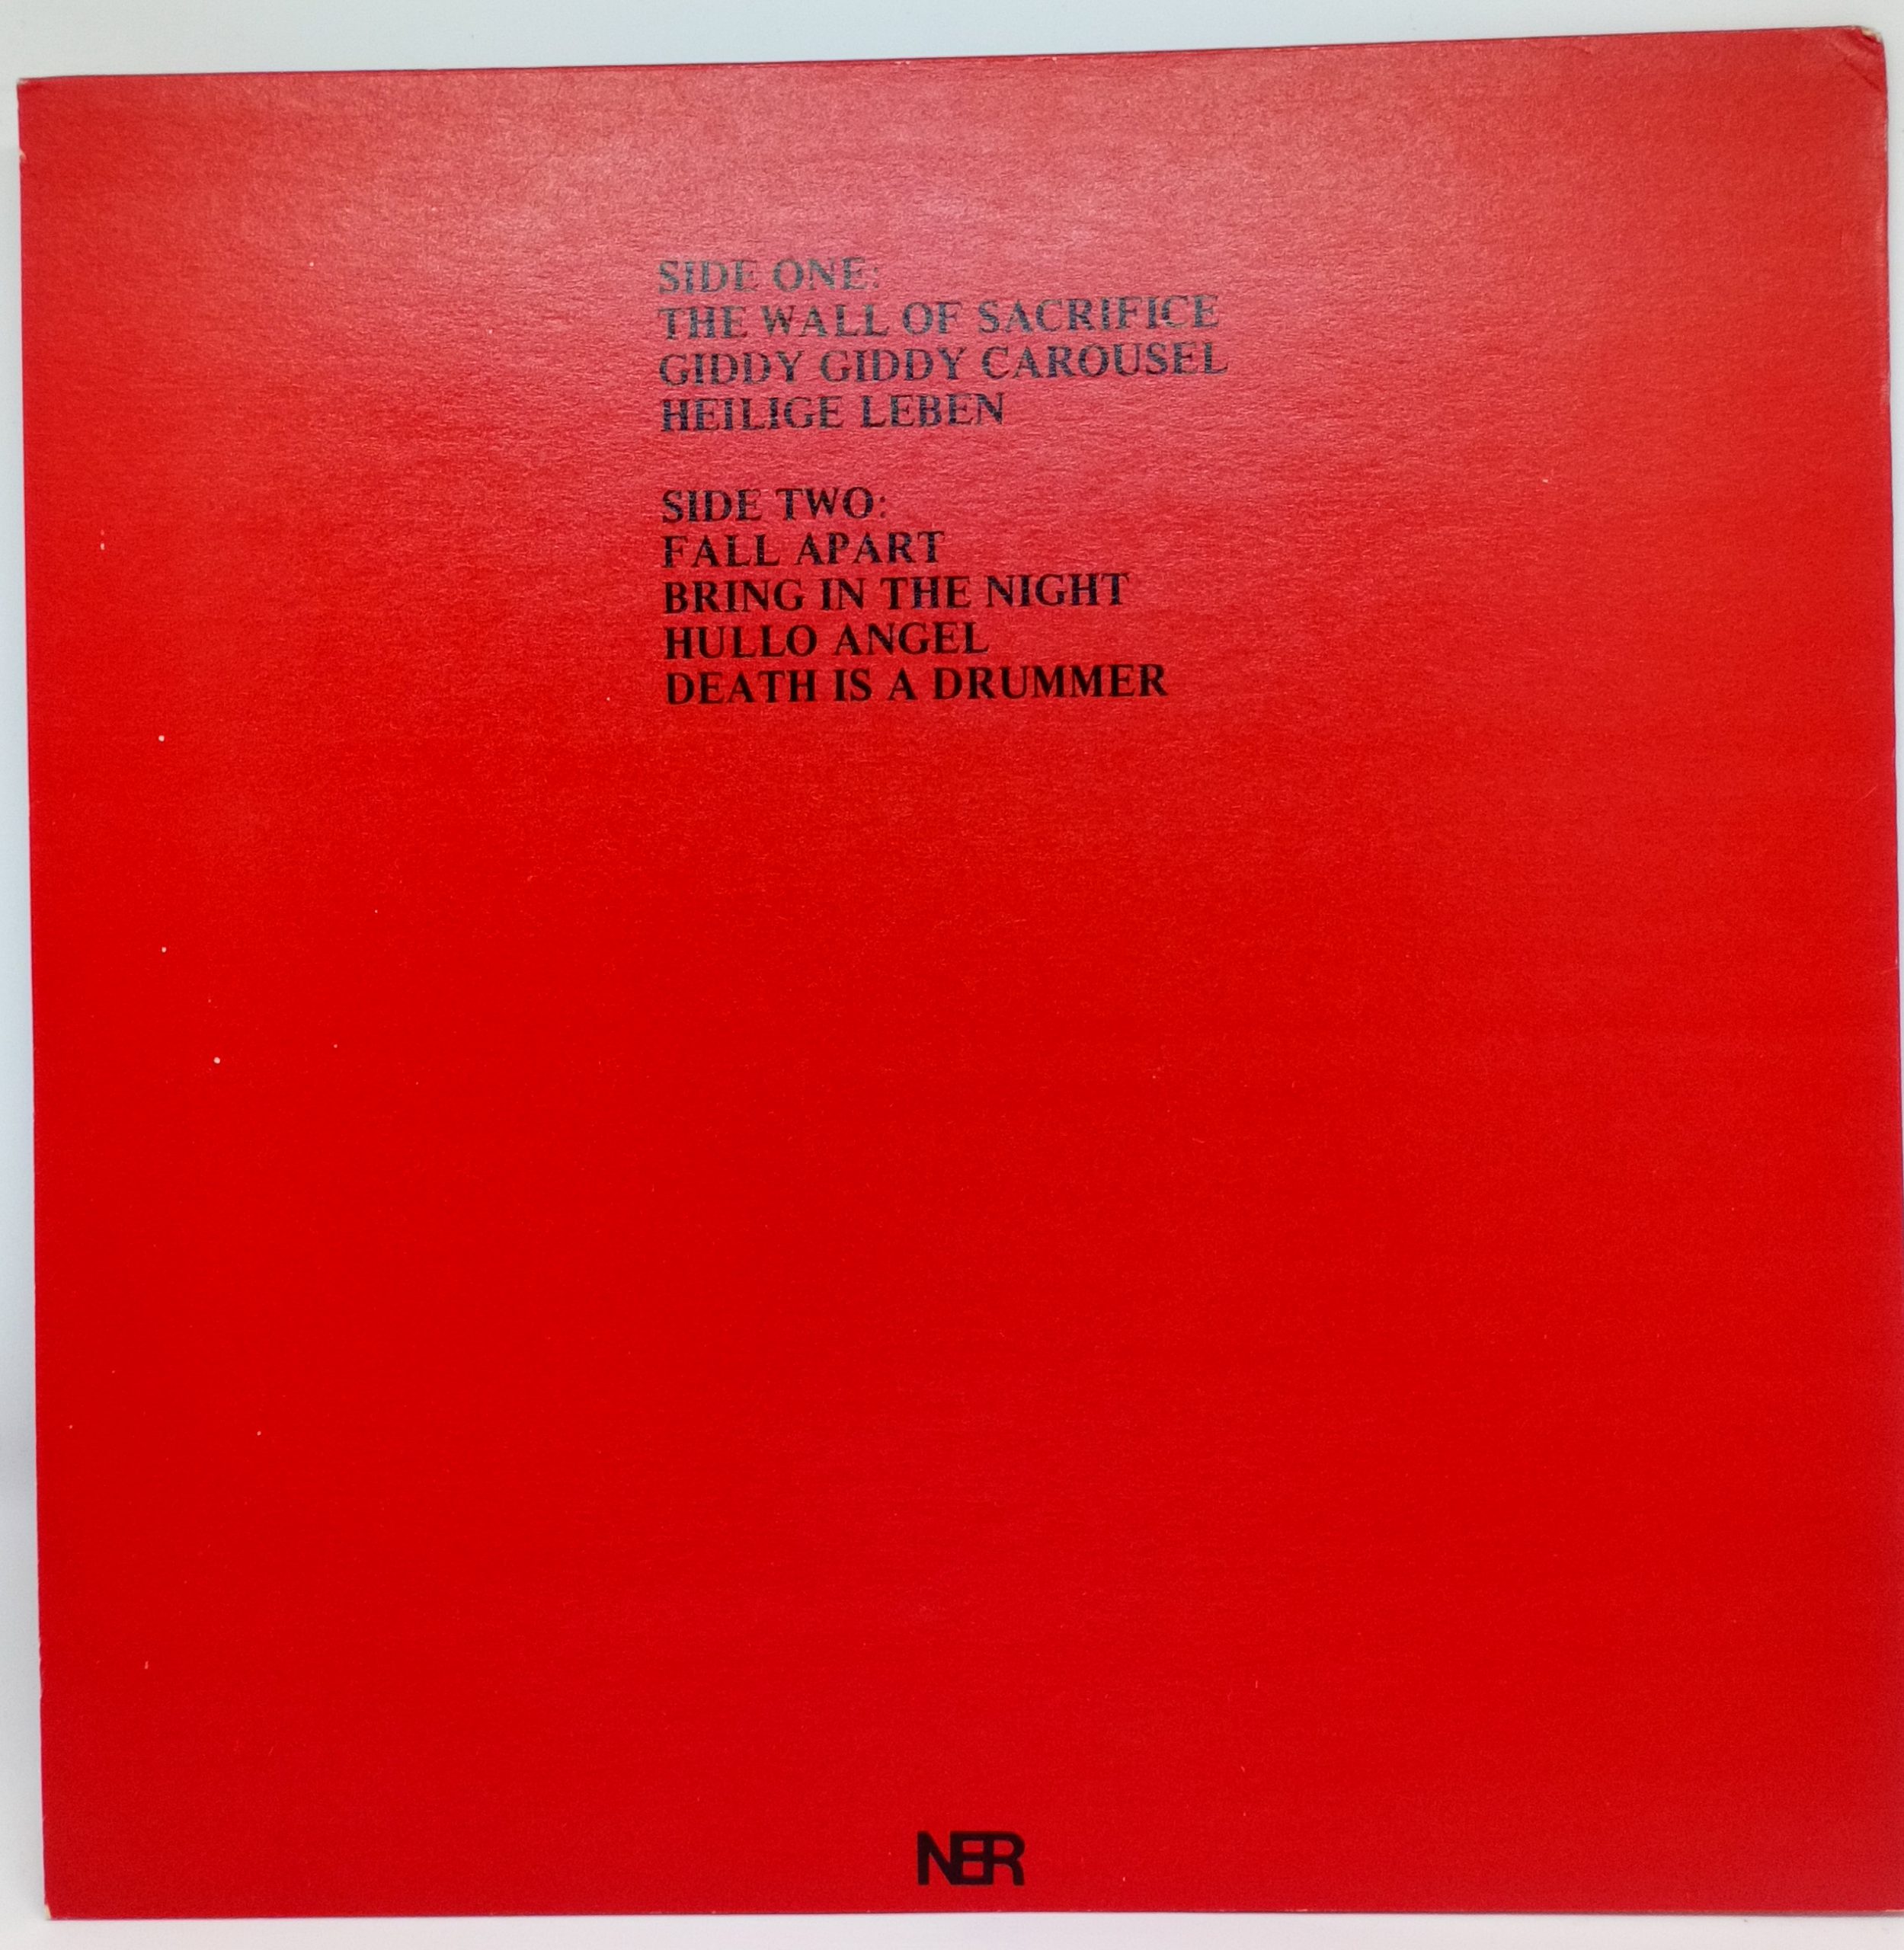 SIDE ONE:
THE WALL OF SACRIFICE
GIDDY GIDDY CAROUSEL
HEILIGE LEBEN
SIDE TWO:
FALL APART
BRING IN THE NIGHT
HULLO ANGEL
DEATH IS A DRUMMER
NER